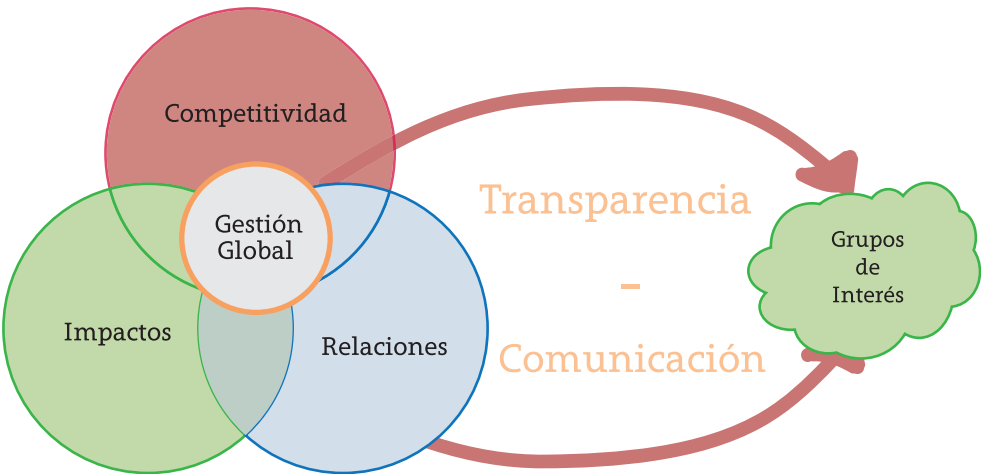 Competitividad
Gestión
Global
Impactos
Relaciones
Transparencia
-
Comunicación
Grupos
de
Interés